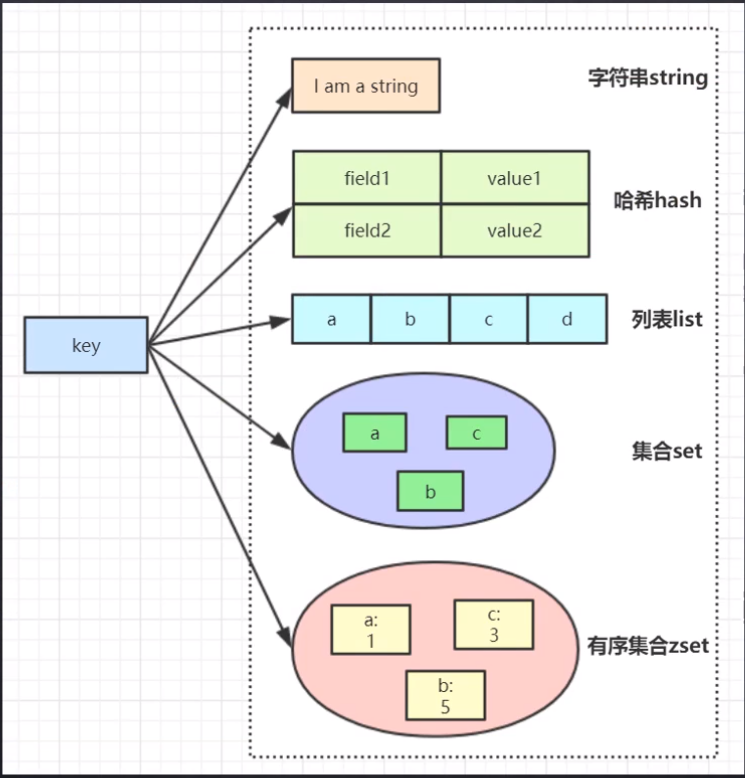 I am a string
字符串string
field1 value1
哈希hash
field2 value2
a b c d
列表list
key
a c
集合set
b
a:
1
c:
3
有序集合zset
b:
5